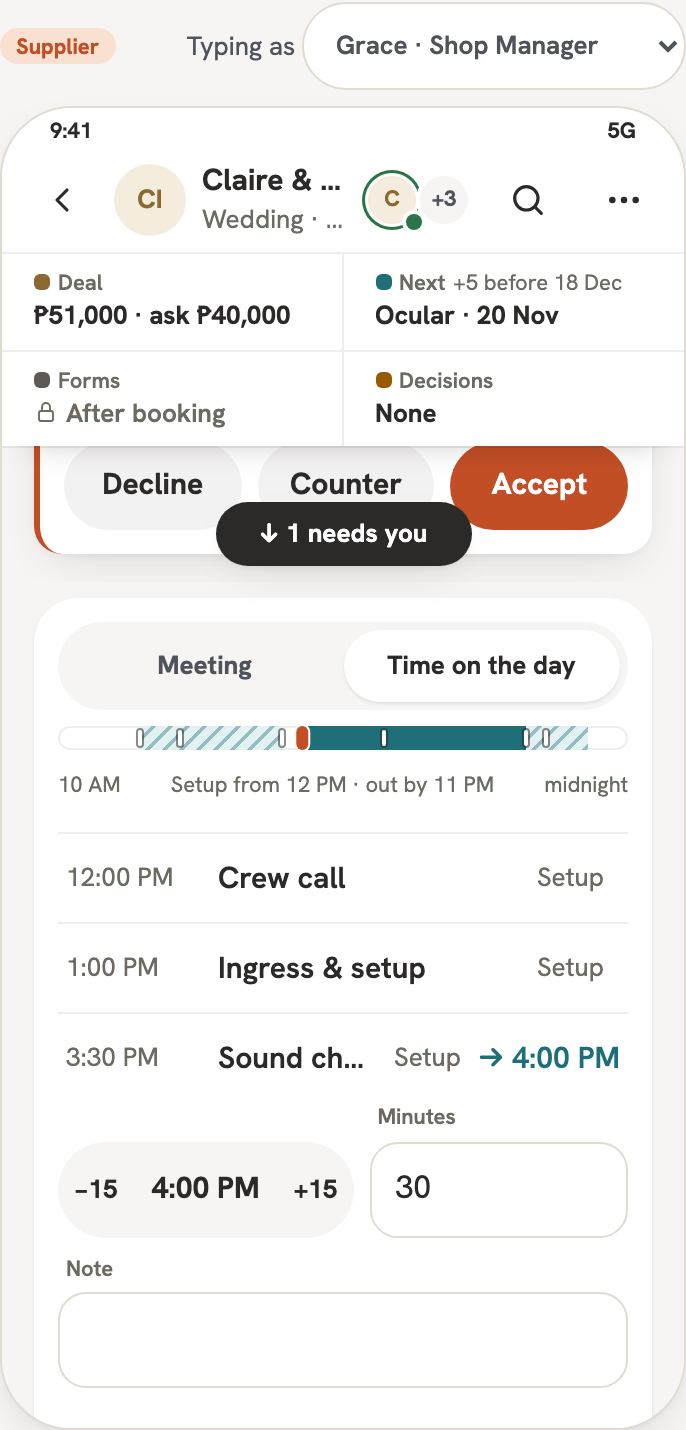 Supplier
Typing as
Grace · Shop Manager
9:41
5G
CI
Claire & ...
Wedding · ...
C
+3
Deal
₱51,000 · ask ₱40,000
Next +5 before 18 Dec
Ocular · 20 Nov
Forms
After booking
Decisions
None
Decline
Counter
Accept
↓ 1 needs you
Meeting
Time on the day
10 AM
Setup from 12 PM · out by 11 PM
midnight
12:00 PM Crew call Setup
1:00 PM Ingress & setup Setup
3:30 PM Sound ch... Setup → 4:00 PM
Minutes
−15 4:00 PM +15
30
Note